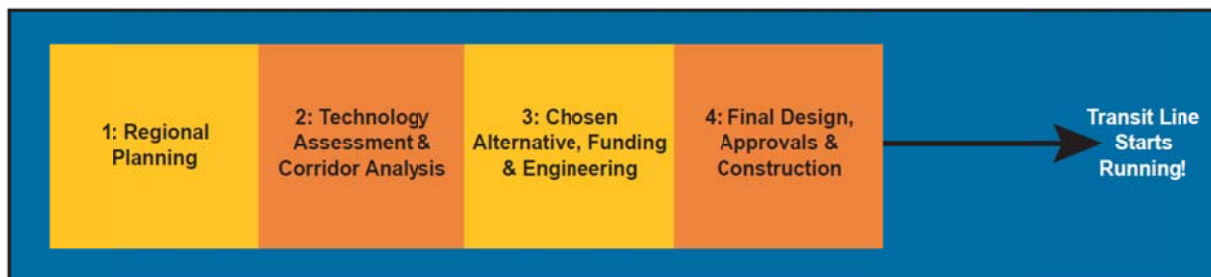 1: Regional
Planning
2: Technology
Assessment &
Corridor Analysis
3: Chosen
Alternative, Funding
& Engineering
4: Final Design,
Approvals &
Construction
Transit Line
Starts
Running!